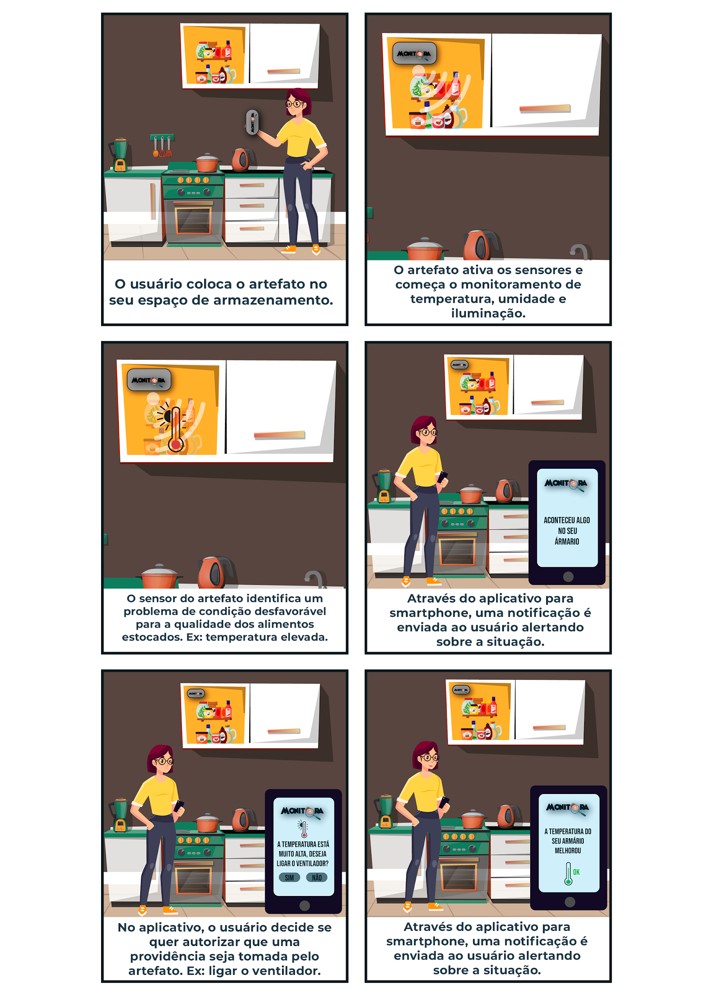 MONITORA
O usuário coloca o artefato no
seu espaço de armazenamento.
MONITORA
O artefato ativa os sensores e
começa o monitoramento de
temperatura, umidade e
iluminação.
MONITORA
O sensor do artefato identifica um
problema de condição desfavorável
para a qualidade dos alimentos
estocados. Ex: temperatura elevada.
MONITORA
MONITORA
ACONTECEU ALGO
NO SEU
ÁRMARIO
Através do aplicativo para
smartphone, uma notificação é
enviada ao usuário alertando
sobre a situação.
MONITORA
MONITORA
A TEMPERATURA ESTÁ
MUITO ALTA, DESEJA
LIGAR O VENTILADOR?
SIM NÃO
No aplicativo, o usuário decide se
quer autorizar que uma
providência seja tomada pelo
artefato. Ex: ligar o ventilador.
MONITORA
MONITORA
A TEMPERATURA DO
SEU ARMÁRIO
MELHOROU
OK
Através do aplicativo para
smartphone, uma notificação é
enviada ao usuário alertando
sobre a situação.